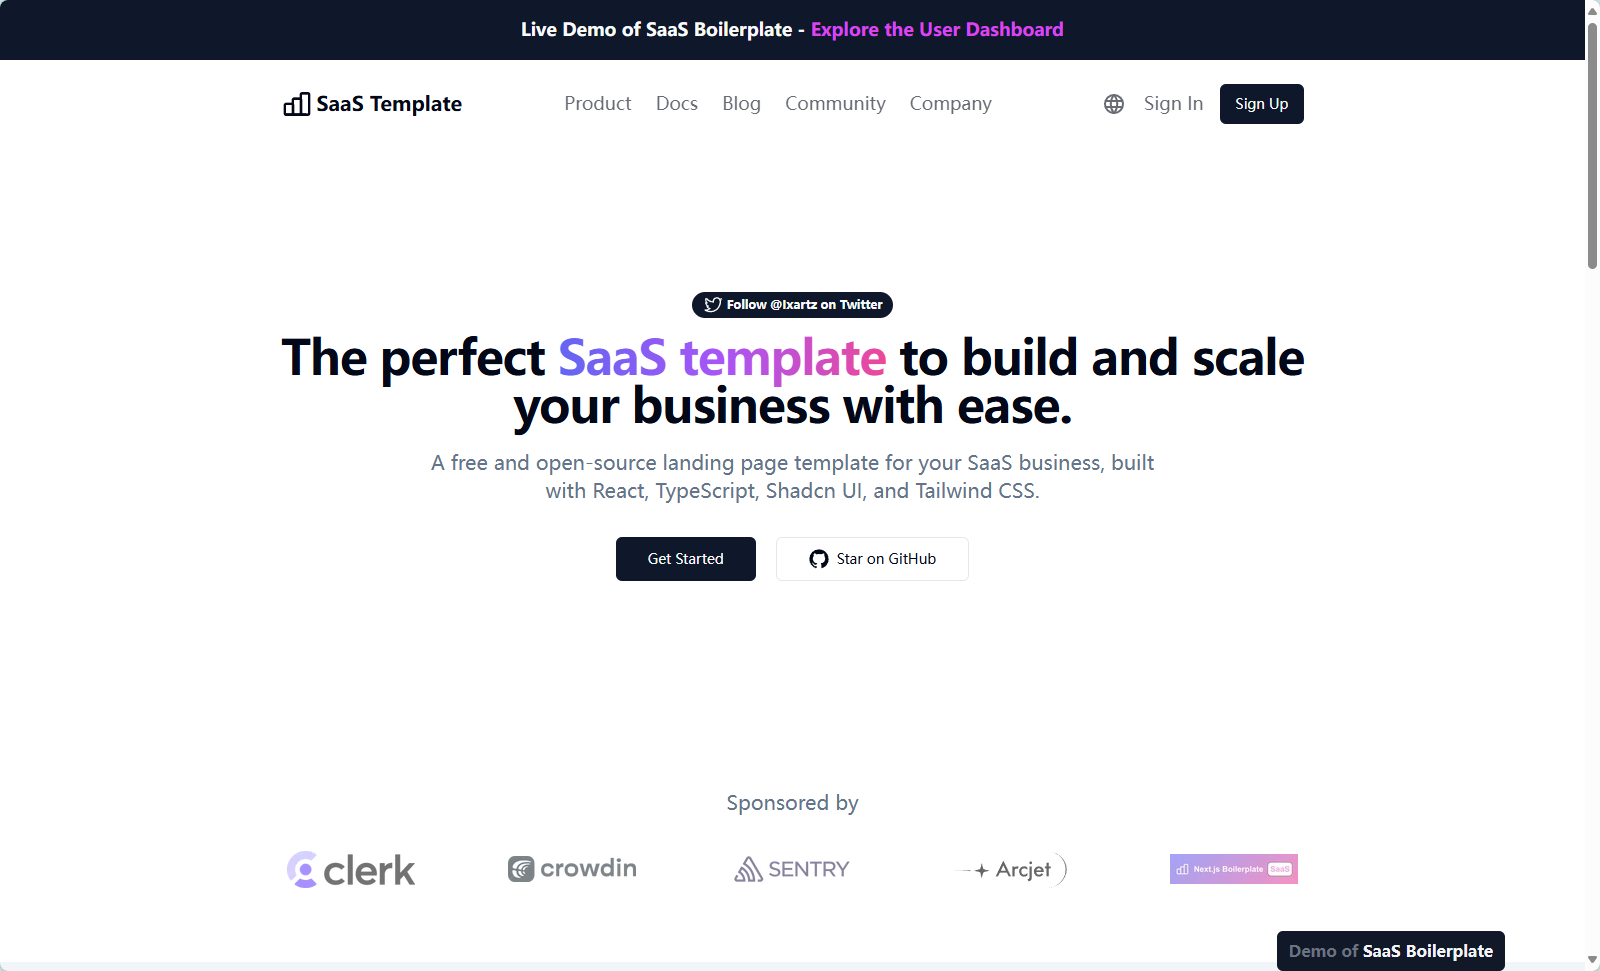 Live Demo of SaaS Boilerplate - Explore the User Dashboard
SaaS Template
Product Docs Blog Community Company
Sign In Sign Up
Follow @Ixartz on Twitter
The perfect SaaS template to build and scale
your business with ease.
A free and open-source landing page template for your SaaS business, built
with React, TypeScript, Shadcn UI, and Tailwind CSS.
Get Started Star on GitHub
Sponsored by
clerk crowdin SENTRY Arcjet Next.js Boilerplate SaaS
Demo of SaaS Boilerplate